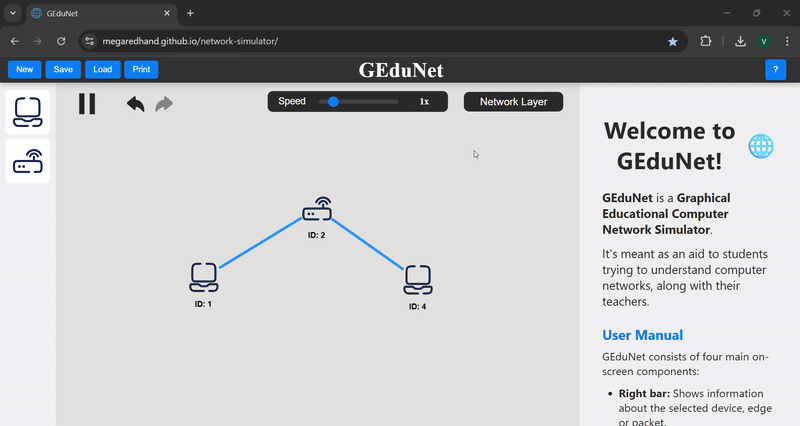 GEduNet
megaredhand.github.io/network-simulator/
V
New
Save
Load
Print
GEduNet
?
Speed
1x
Network Layer
ID: 2
ID: 1
ID: 4
Welcome to
GEduNet!
GEduNet is a Graphical
Educational Computer
Network Simulator.
It's meant as an aid to students
trying to understand computer
networks, along with their
teachers.
User Manual
GEduNet consists of four main on-
screen components:
• Right bar: Shows information
about the selected device, edge
or packet.